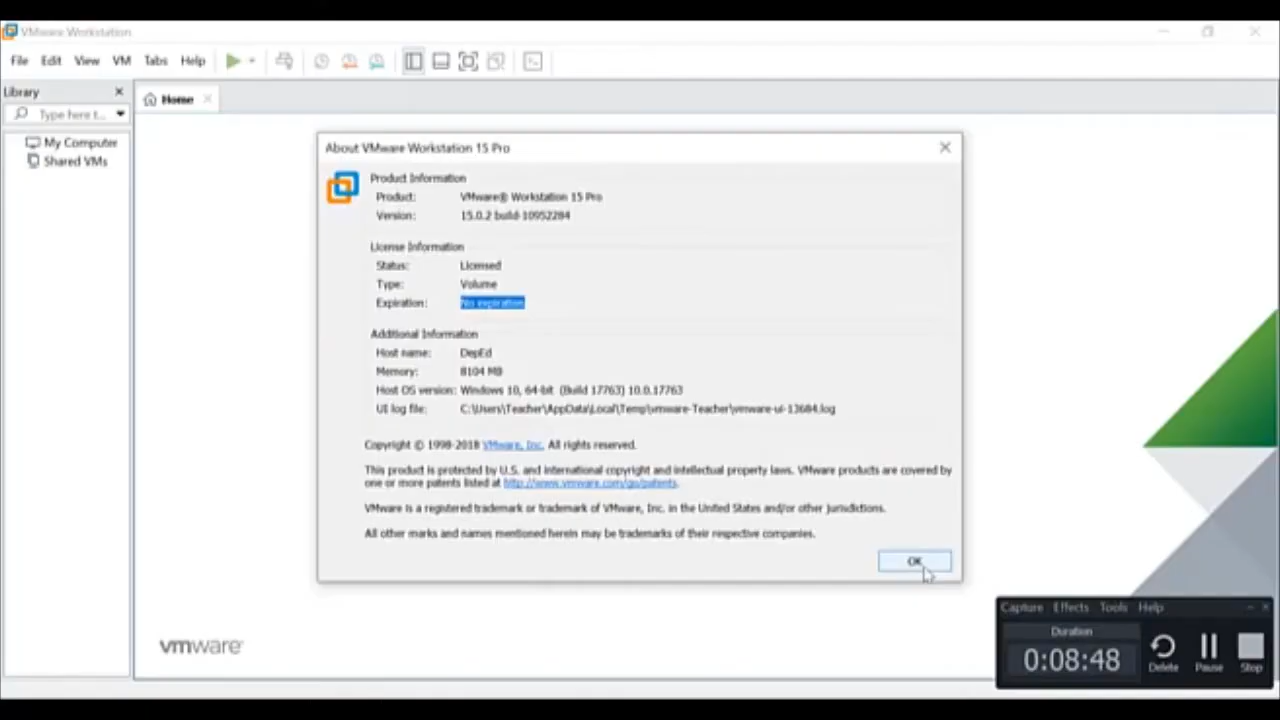 VMware Workstation
File Edit View VM Tabs Help
Library
Home
Type here t...
My Computer
Shared VMs
About VMware Workstation 15 Pro
Product Information
Product: VMware® Workstation 15 Pro
Version: 15.0.2 build-10952284
License Information
Status: Licensed
Type: Volume
Expiration: No expiration
Additional Information
Host name: DepEd
Memory: 8104 MB
Host OS version: Windows 10, 64-bit (Build 17763) 10.0.17763
UI log file: C:\Users\Teacher\AppData\Local\Temp\vmware-Teacher\vmware-ui-13684.log
Copyright © 1998-2018 VMware, Inc. All rights reserved.
This product is protected by U.S. and international copyright and intellectual property laws. VMware products are covered by
one or more patents listed at http://www.vmware.com/go/patents.
VMware is a registered trademark or trademark of VMware, Inc. in the United States and/or other jurisdictions.
All other marks and names mentioned herein may be trademarks of their respective companies.
OK
vmware
Capture Effects Tools Help
Duration
0:08:48
Delete Pause Stop